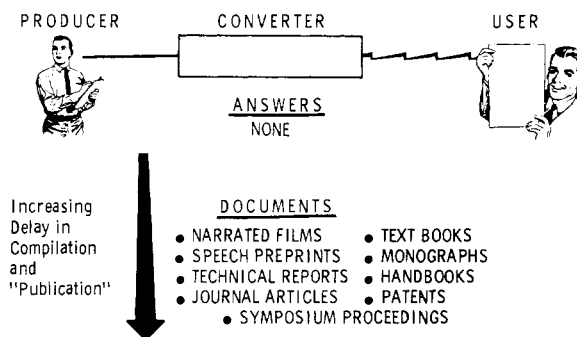 PRODUCER CONVERTER USER
ANSWERS
NONE
Increasing
Delay in
Compilation
and
"Publication"
DOCUMENTS
• NARRATED FILMS • TEXT BOOKS
• SPEECH PREPRINTS • MONOGRAPHS
• TECHNICAL REPORTS • HANDBOOKS
• JOURNAL ARTICLES • PATENTS
• SYMPOSIUM PROCEEDINGS